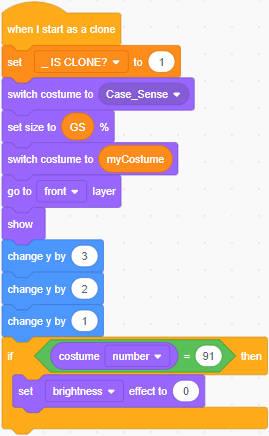 when I start as a clone
set _ IS CLONE? to 1
switch costume to Case_Sense
set size to GS %
switch costume to myCostume
go to front layer
show
change y by 3
change y by 2
change y by 1
if costume number = 91 then
set brightness effect to 0